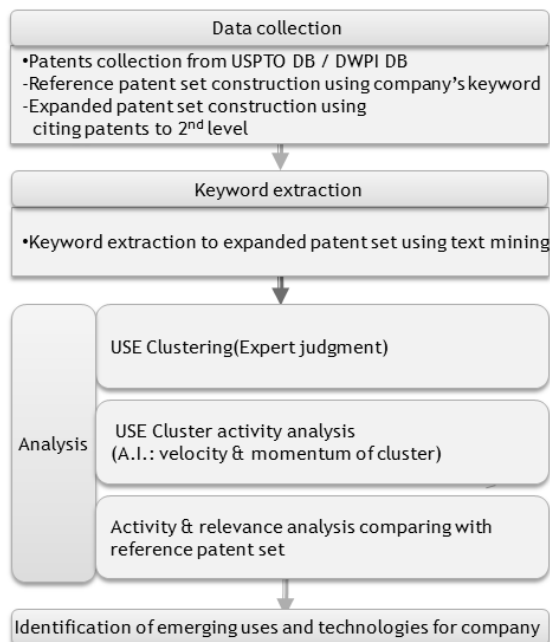 Data collection
•Patents collection from USPTO DB / DWPI DB
-Reference patent set construction using company's keyword
-Expanded patent set construction using
citing patents to 2nd level
Keyword extraction
•Keyword extraction to expanded patent set using text mining
Analysis
USE Clustering(Expert judgment)
USE Cluster activity analysis
(A.I.: velocity & momentum of cluster)
Activity & relevance analysis comparing with
reference patent set
Identification of emerging uses and technologies for company